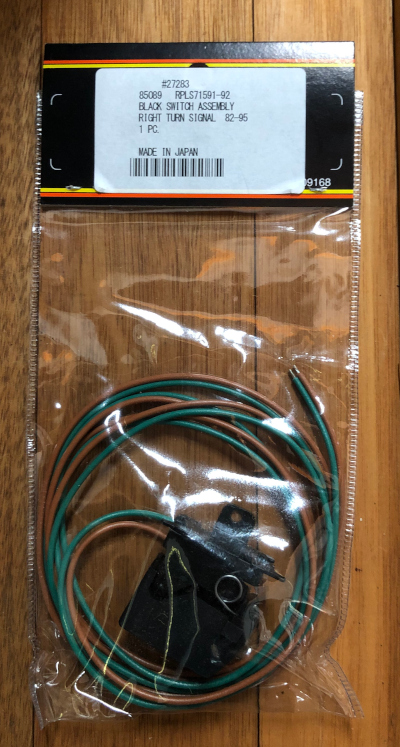 #27283
85089 RPLS71591-92
BLACK SWITCH ASSEMBLY
RIGHT TURN SIGNAL 82-95
1 PC.
MADE IN JAPAN
9168